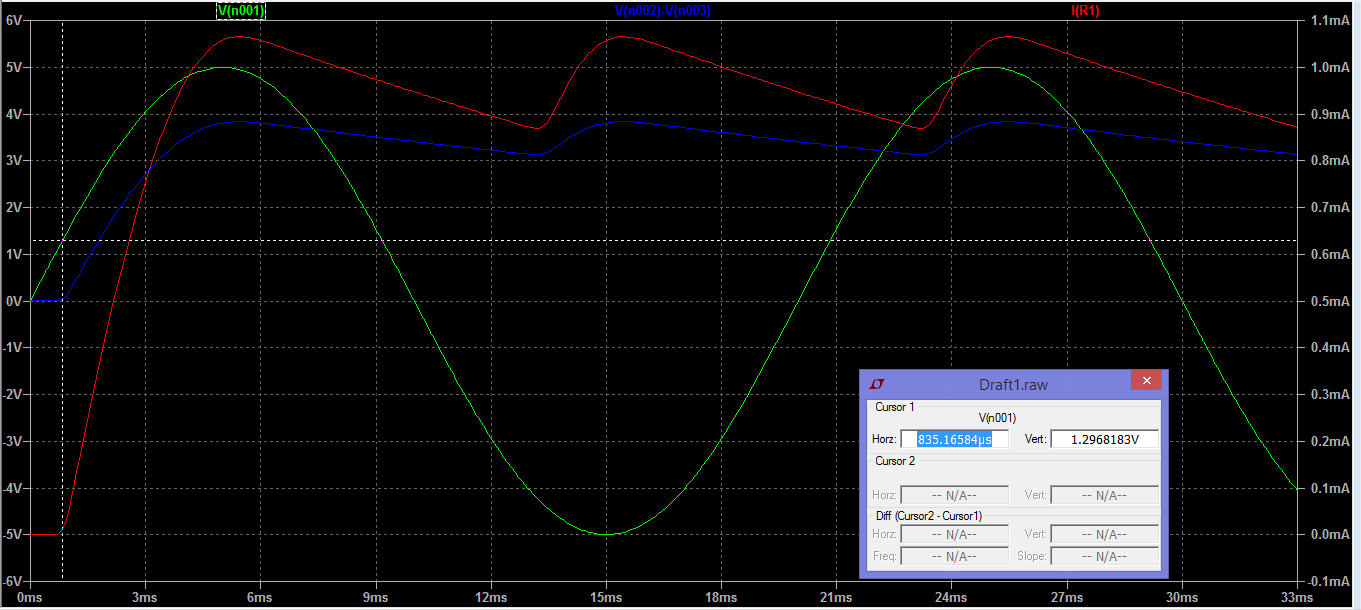 V(n001) V(n002)-V(n003) I(R1)
6V 1.1mA
5V 1.0mA
4V 0.9mA
3V 0.8mA
2V 0.7mA
1V 0.6mA
0V 0.5mA
-1V 0.4mA
-2V 0.3mA
-3V 0.2mA
-4V 0.1mA
-5V 0.0mA
-6V -0.1mA
0ms 3ms 6ms 9ms 12ms 15ms 18ms 21ms 24ms 27ms 30ms 33ms
Draft1.raw
Cursor 1
V(n001)
Horz: 835.16584µs Vert: 1.2968183V
Cursor 2
Horz: -- N/A-- Vert: -- N/A--
Diff (Cursor2 - Cursor1)
Horz: -- N/A-- Vert: -- N/A--
Freq: -- N/A-- Slope: -- N/A--